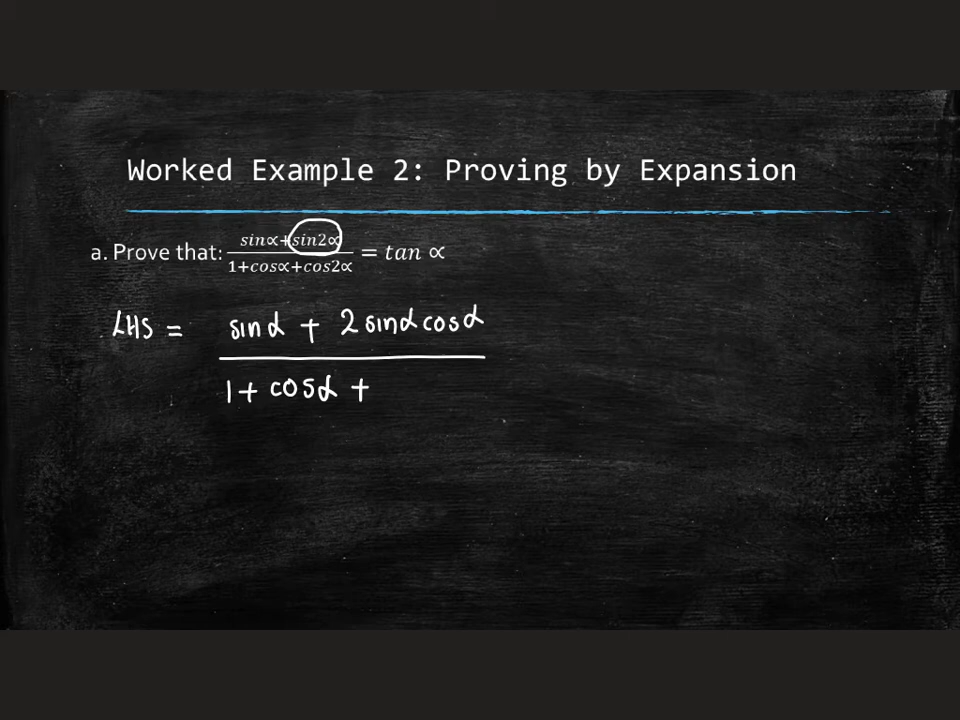 Worked Example 2: Proving by Expansion
a. Prove that: (sin∝+sin2∝)/(1+cos∝+cos2∝) = tan ∝
LHS = sinα + 2 sinα cosα
1 + cosα +